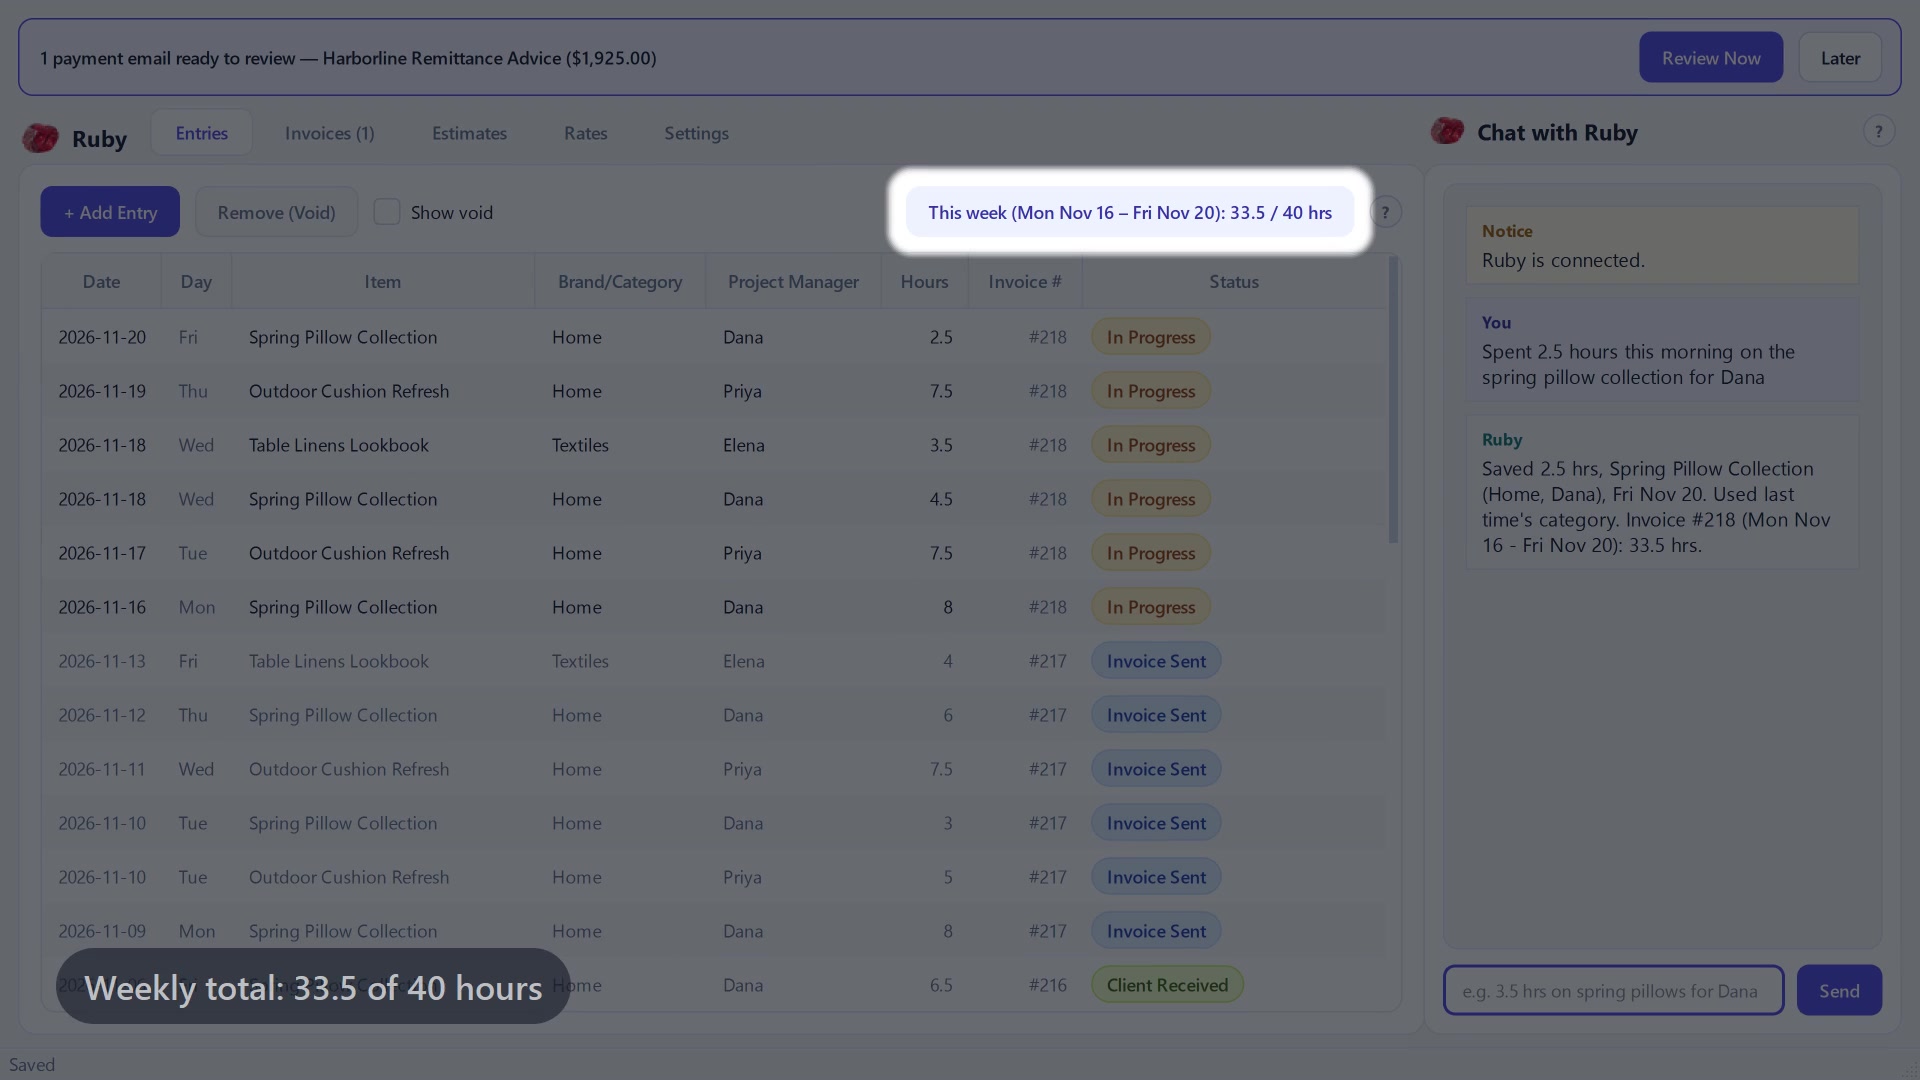 1 payment email ready to review — Harborline Remittance Advice ($1,925.00)
Review Now
Later
Ruby
Entries
Invoices (1)
Estimates
Rates
Settings
Chat with Ruby
?
+ Add Entry
Remove (Void)
Show void
This week (Mon Nov 16 – Fri Nov 20): 33.5 / 40 hrs
?
Date Day Item Brand/Category Project Manager Hours Invoice # Status
2026-11-20 Fri Spring Pillow Collection Home Dana 2.5 #218 In Progress
2026-11-19 Thu Outdoor Cushion Refresh Home Priya 7.5 #218 In Progress
2026-11-18 Wed Table Linens Lookbook Textiles Elena 3.5 #218 In Progress
2026-11-18 Wed Spring Pillow Collection Home Dana 4.5 #218 In Progress
2026-11-17 Tue Outdoor Cushion Refresh Home Priya 7.5 #218 In Progress
2026-11-16 Mon Spring Pillow Collection Home Dana 8 #218 In Progress
2026-11-13 Fri Table Linens Lookbook Textiles Elena 4 #217 Invoice Sent
2026-11-12 Thu Spring Pillow Collection Home Dana 6 #217 Invoice Sent
2026-11-11 Wed Outdoor Cushion Refresh Home Priya 7.5 #217 Invoice Sent
2026-11-10 Tue Spring Pillow Collection Home Dana 3 #217 Invoice Sent
2026-11-10 Tue Outdoor Cushion Refresh Home Priya 5 #217 Invoice Sent
2026-11-09 Mon Spring Pillow Collection Home Dana 8 #217 Invoice Sent
Home Dana 6.5 #216 Client Received
Weekly total: 33.5 of 40 hours
Notice
Ruby is connected.
You
Spent 2.5 hours this morning on the
spring pillow collection for Dana
Ruby
Saved 2.5 hrs, Spring Pillow Collection
(Home, Dana), Fri Nov 20. Used last
time's category. Invoice #218 (Mon Nov
16 - Fri Nov 20): 33.5 hrs.
e.g. 3.5 hrs on spring pillows for Dana
Send
Saved